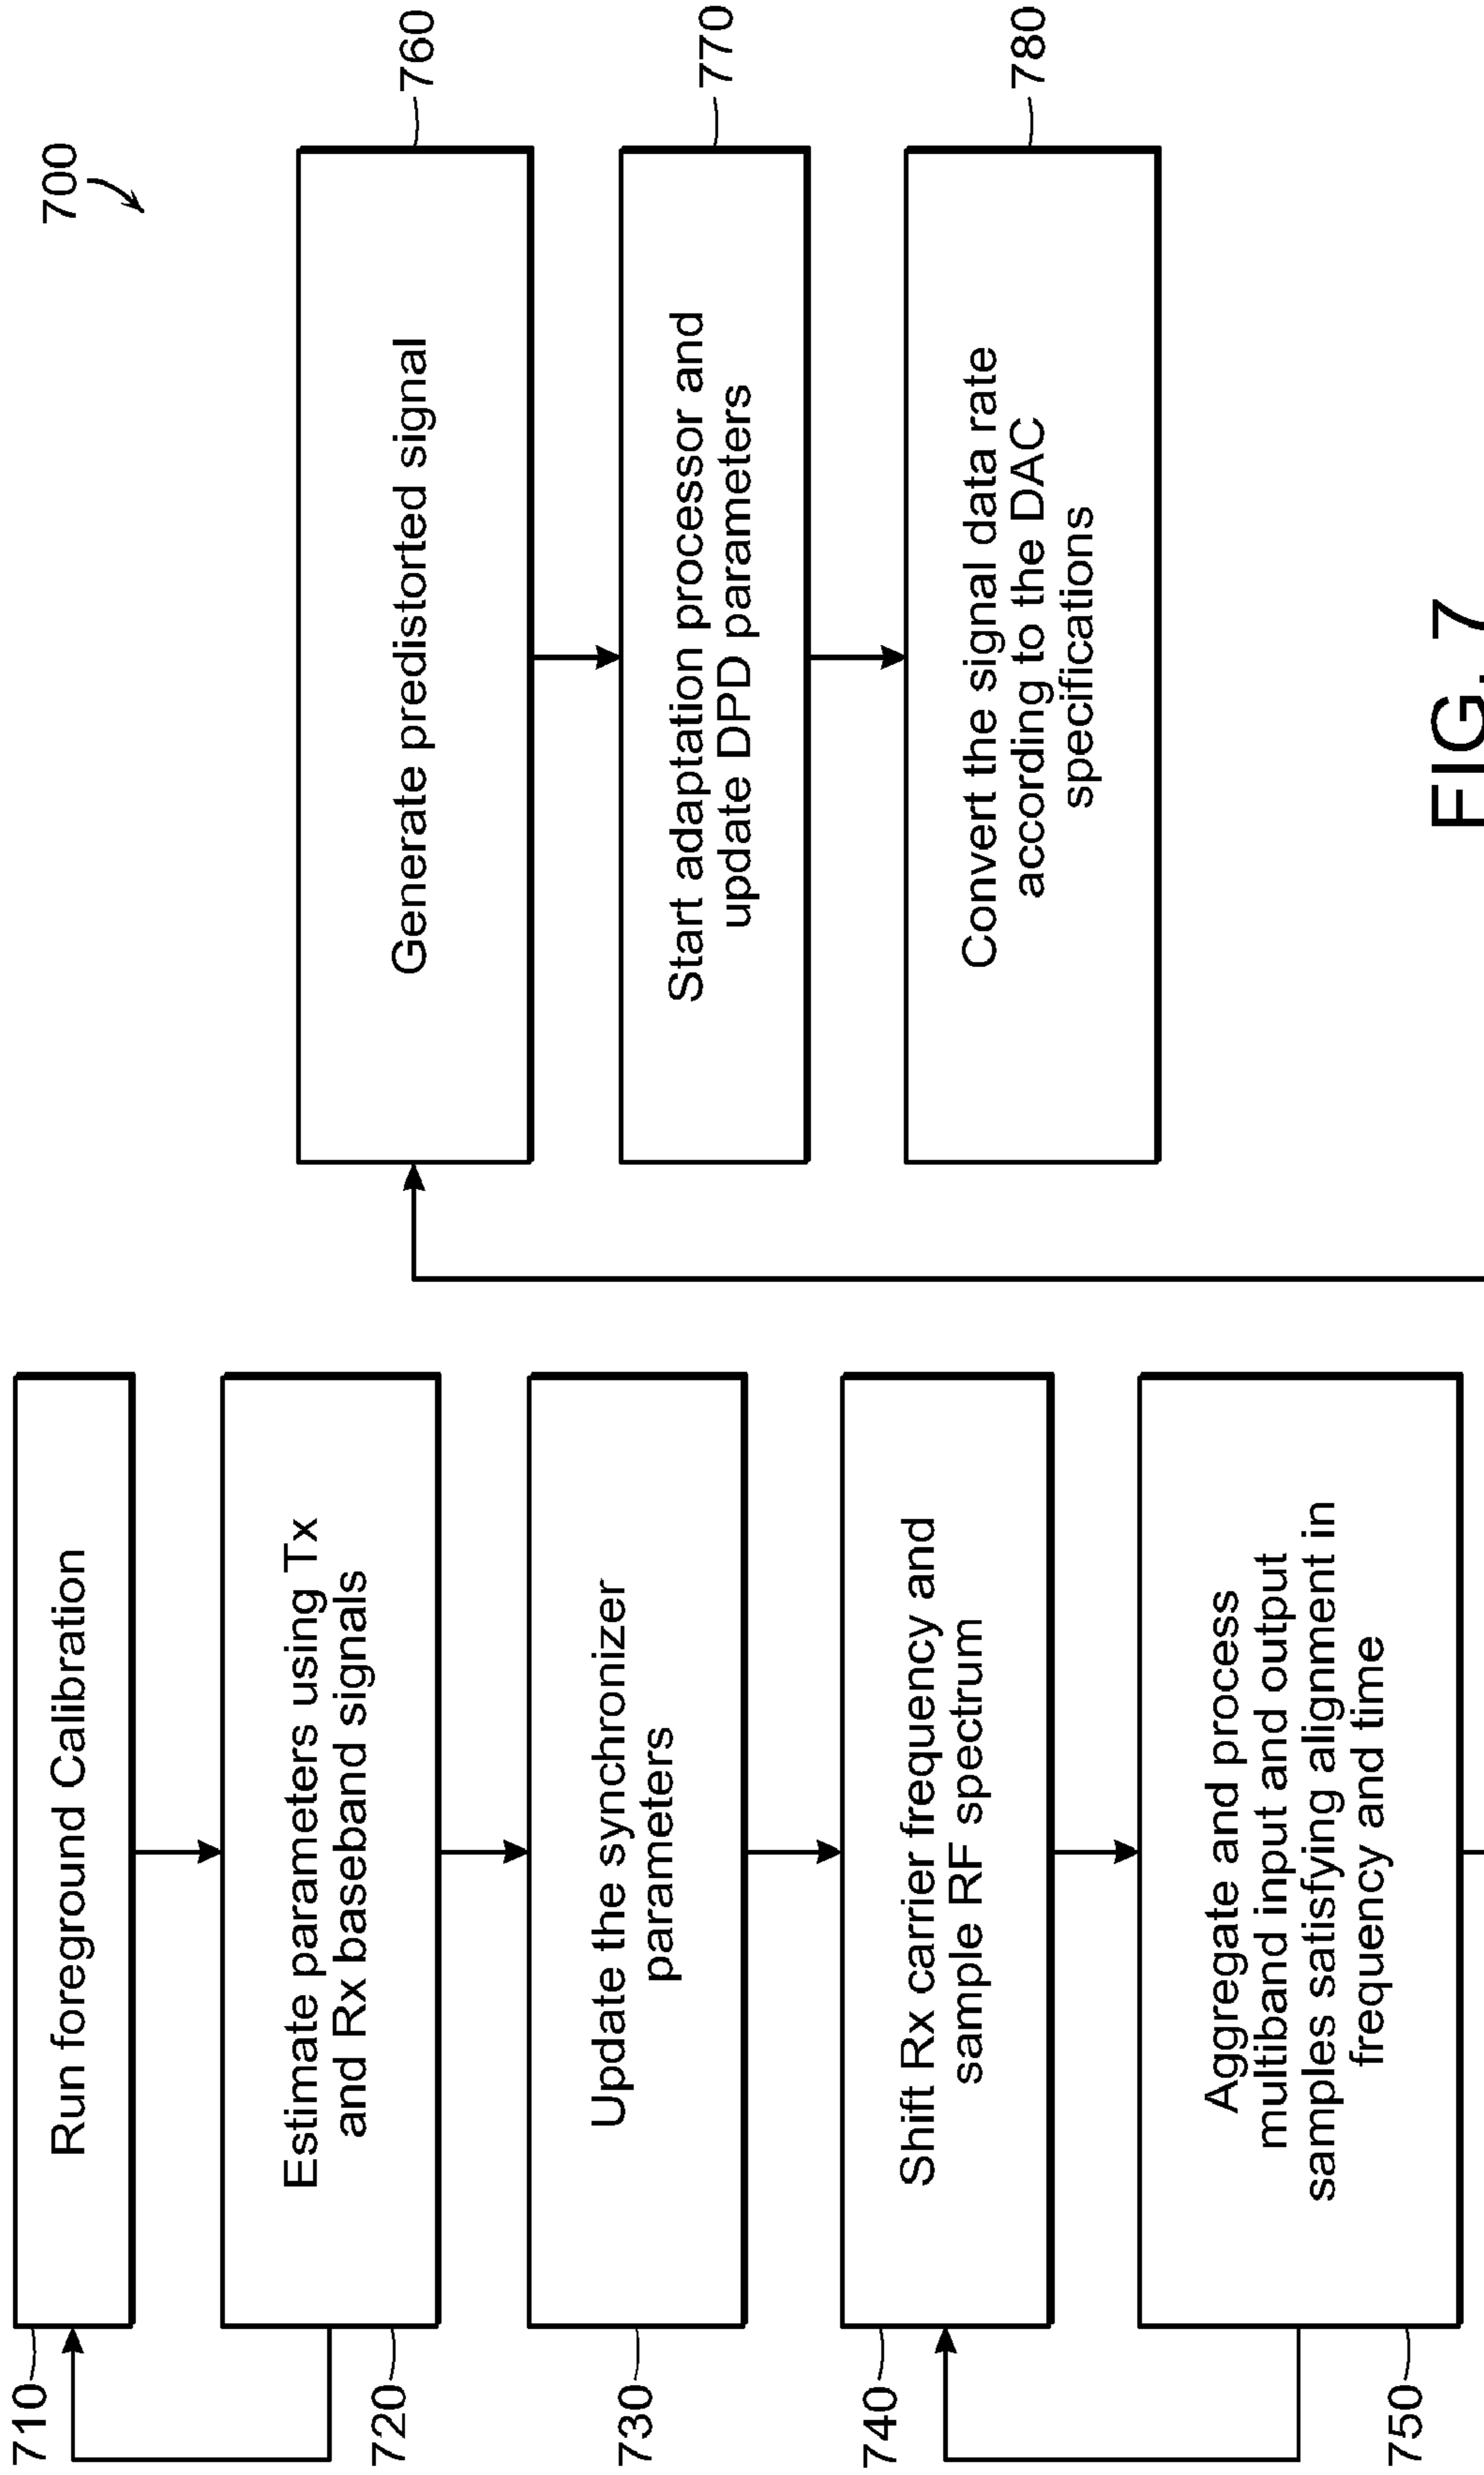 700
710
Run foreground Calibration
720
Estimate parameters using Tx
and Rx baseband signals
730
Update the synchronizer
parameters
740
Shift Rx carrier frequency and
sample RF spectrum
750
Aggregate and process
multiband input and output
samples satisfying alignment in
frequency and time
760
Generate predistorted signal
770
Start adaptation processor and
update DPD parameters
780
Convert the signal data rate
according to the DAC
specifications
FIG. 7